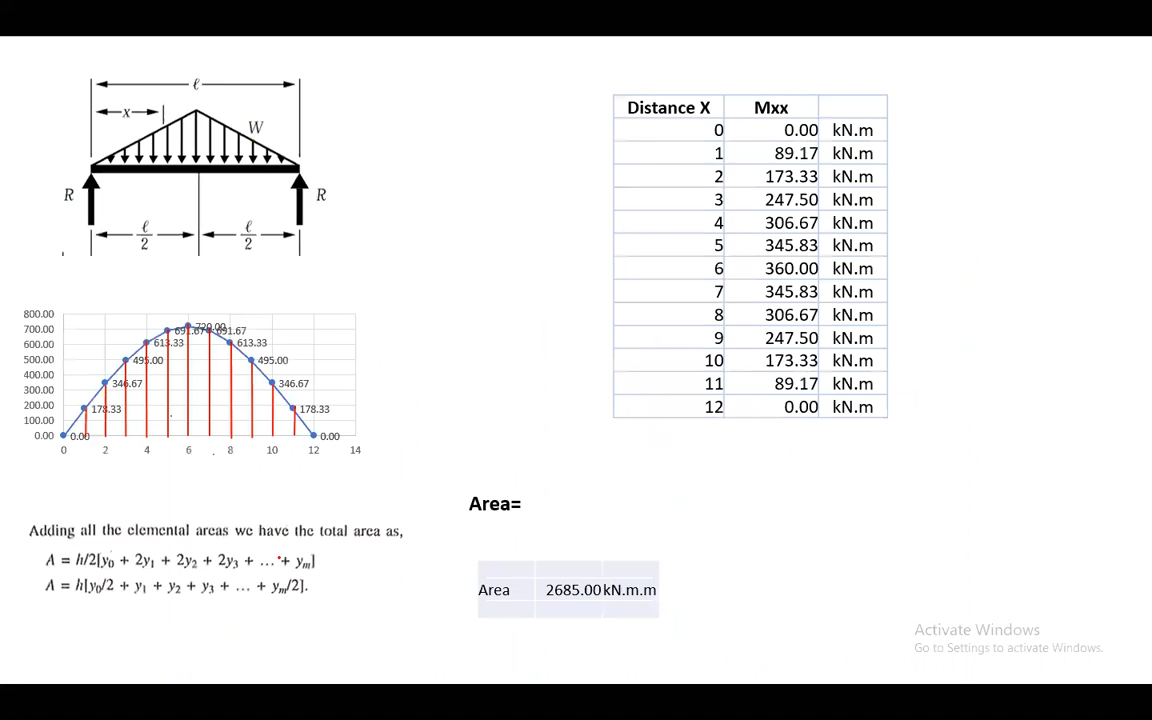 ℓ
x
W
R
R
ℓ/2
ℓ/2
Distance X Mxx
0 0.00 kN.m
1 89.17 kN.m
2 173.33 kN.m
3 247.50 kN.m
4 306.67 kN.m
5 345.83 kN.m
6 360.00 kN.m
7 345.83 kN.m
8 306.67 kN.m
9 247.50 kN.m
10 173.33 kN.m
11 89.17 kN.m
12 0.00 kN.m
800.00
700.00
600.00
500.00
400.00
300.00
200.00
100.00
0.00
0.00
178.33
346.67
495.00
613.33
691.67
720.00
691.67
613.33
495.00
346.67
178.33
0.00
0 2 4 6 8 10 12 14
Area=
Adding all the elemental areas we have the total area as,
A = h/2[y₀ + 2y₁ + 2y₂ + 2y₃ + … + yₘ]
A = h[y₀/2 + y₁ + y₂ + y₃ + … + yₘ/2].
Area 2685.00 kN.m.m
Activate Windows
Go to Settings to activate Windows.